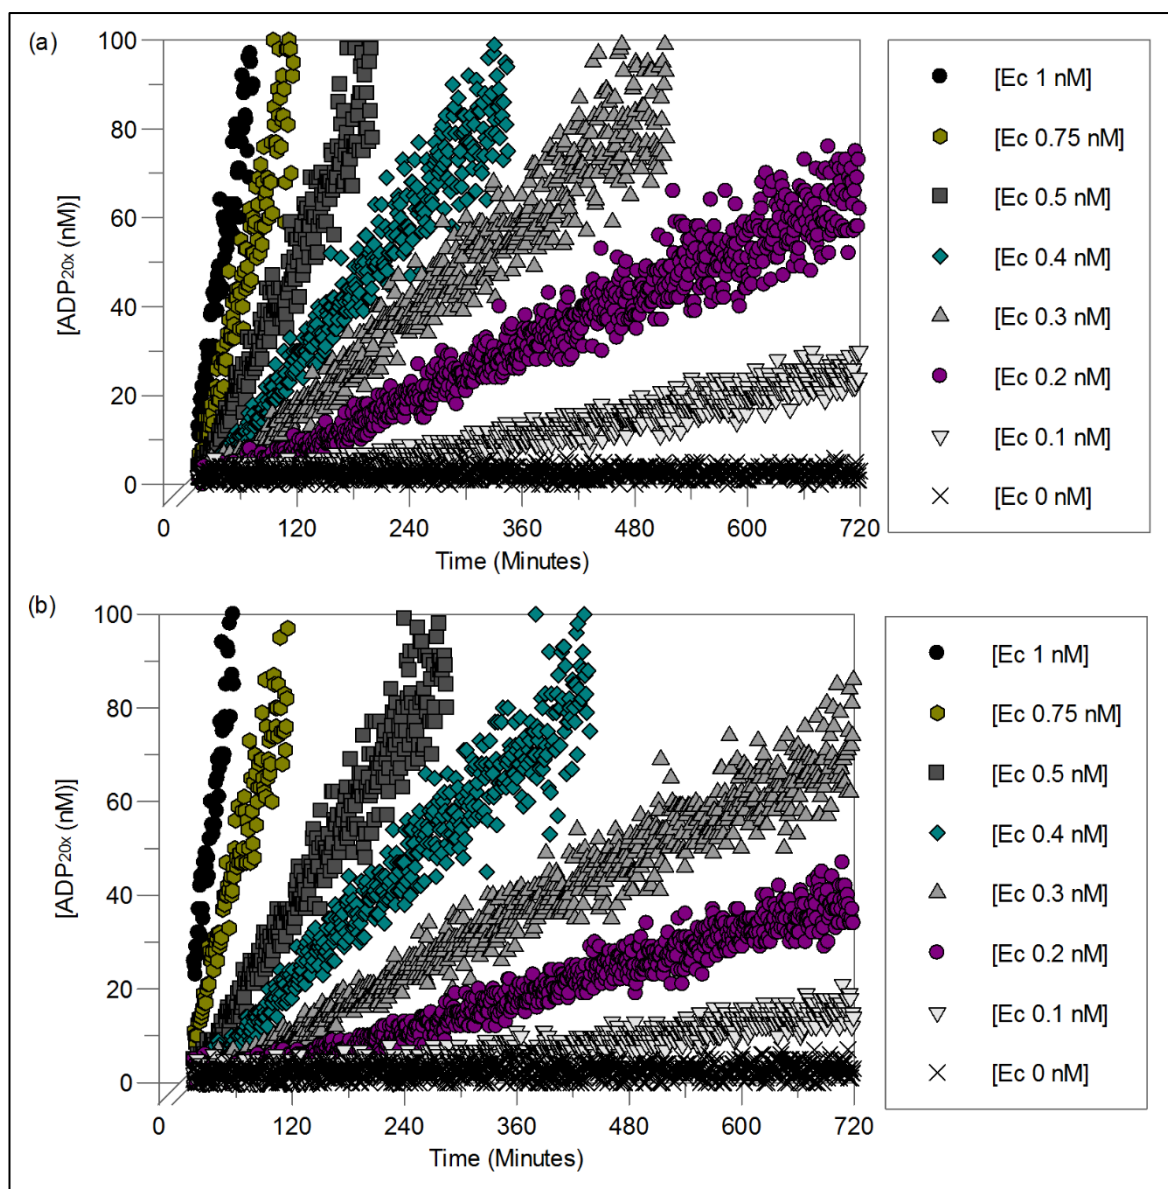 (a)
100
80
60
40
20
0
[ADP20x (nM)]
0 120 240 360 480 600 720
Time (Minutes)
[Ec 1 nM]
[Ec 0.75 nM]
[Ec 0.5 nM]
[Ec 0.4 nM]
[Ec 0.3 nM]
[Ec 0.2 nM]
[Ec 0.1 nM]
[Ec 0 nM]
(b)
100
80
60
40
20
0
[ADP20x (nM)]
0 120 240 360 480 600 720
Time (Minutes)
[Ec 1 nM]
[Ec 0.75 nM]
[Ec 0.5 nM]
[Ec 0.4 nM]
[Ec 0.3 nM]
[Ec 0.2 nM]
[Ec 0.1 nM]
[Ec 0 nM]